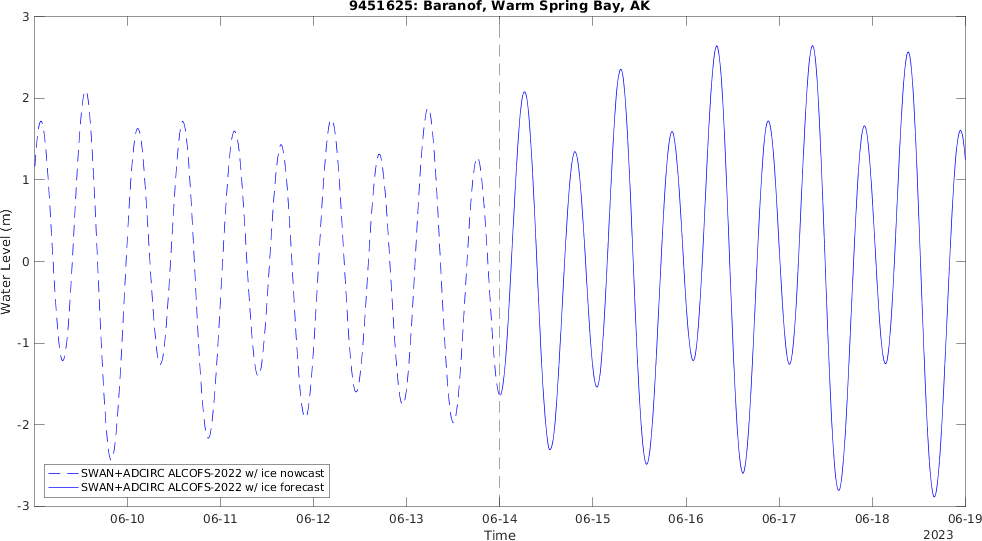 9451625: Baranof, Warm Spring Bay, AK
3
2
1
0
-1
-2
-3
Water Level (m)
SWAN+ADCIRC ALCOFS-2022 w/ ice nowcast
SWAN+ADCIRC ALCOFS-2022 w/ ice forecast
06-10 06-11 06-12 06-13 06-14 06-15 06-16 06-17 06-18 06-19
Time
2023